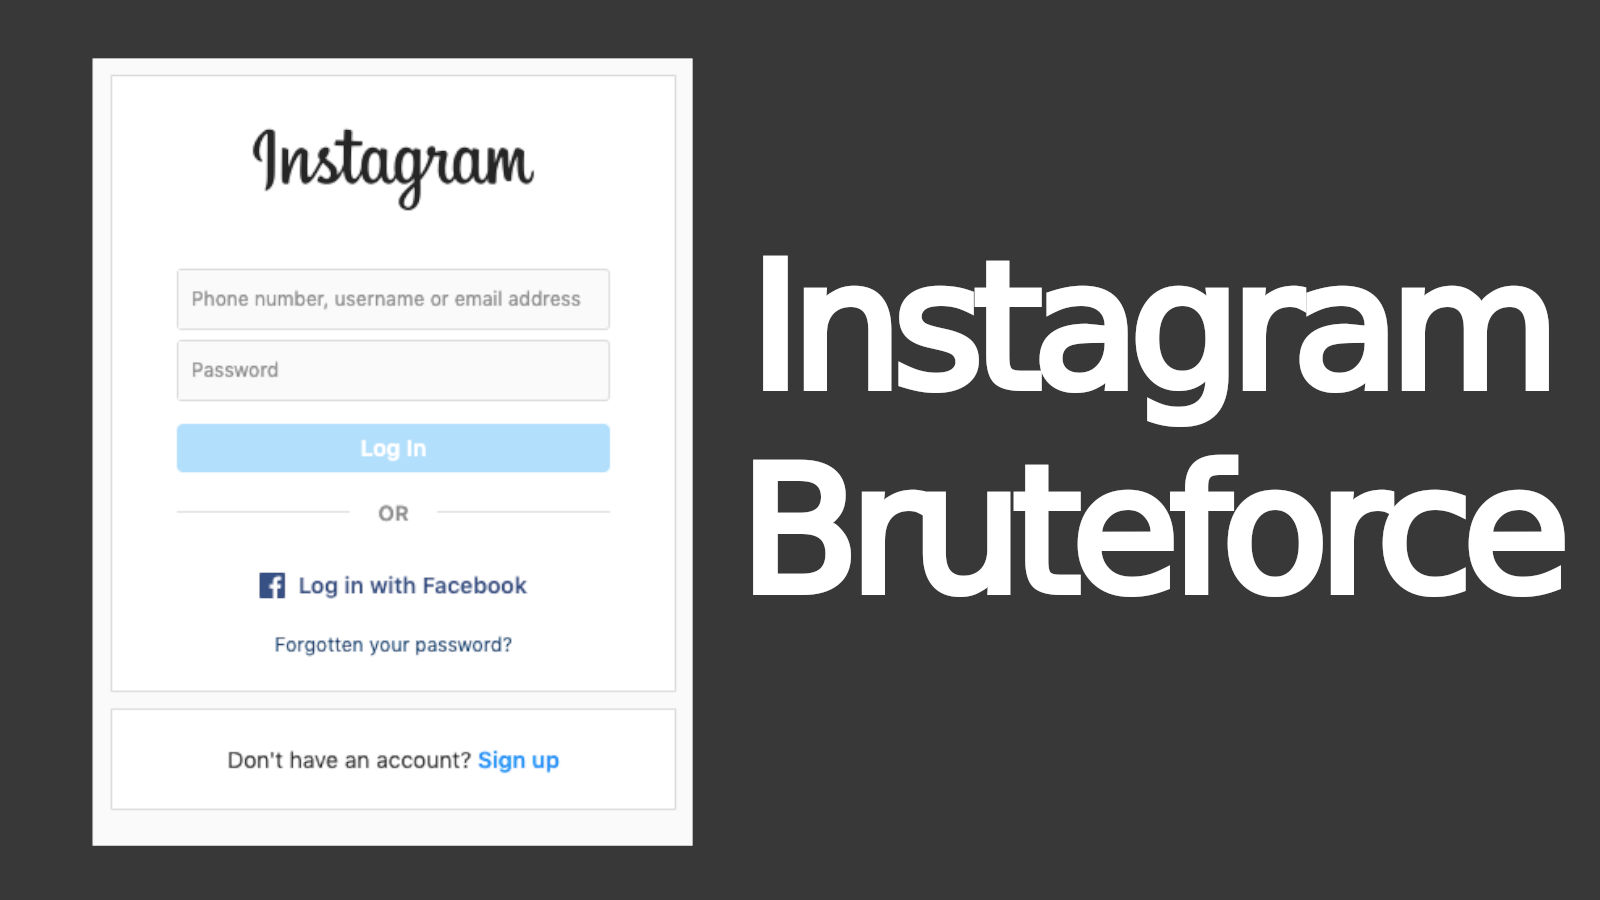 Instagram
Phone number, username or email address
Password
Log In
OR
Log in with Facebook
Forgotten your password?
Don't have an account? Sign up
Instagram
Bruteforce